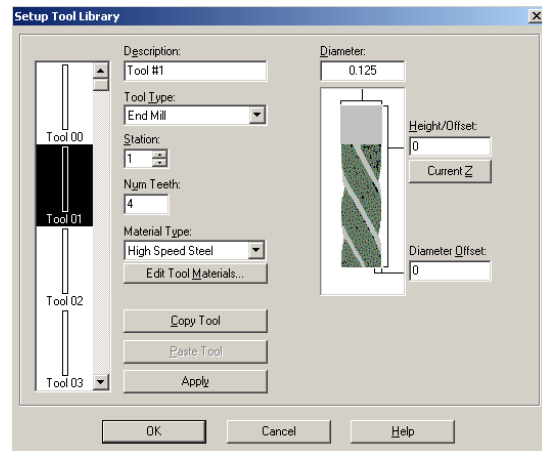 Setup Tool Library
Tool 00
Tool 01
Tool 02
Tool 03
Description:
Tool #1
Tool Type:
End Mill
Station:
1
Num Teeth:
4
Material Type:
High Speed Steel
Edit Tool Materials...
Copy Tool
Paste Tool
Apply
Diameter:
0.125
Height/Offset:
0
Current Z
Diameter Offset:
0
OK
Cancel
Help